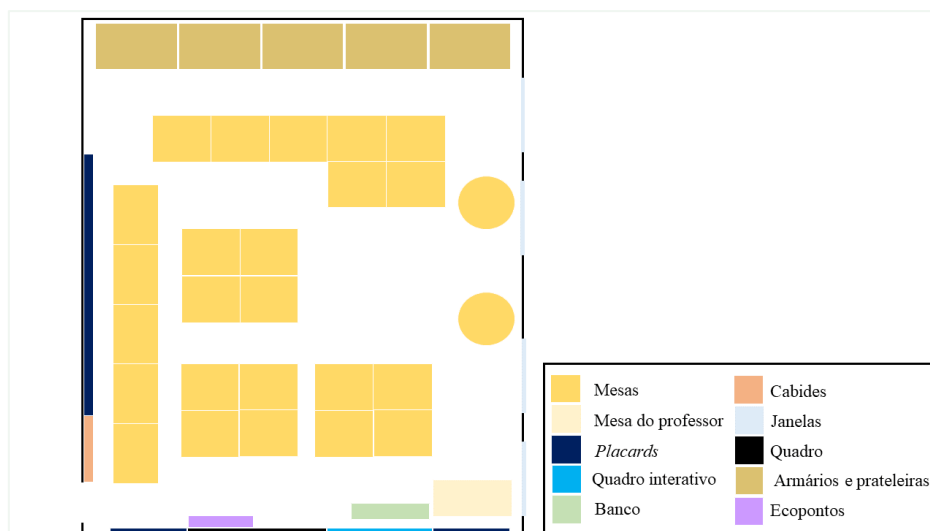 Mesas
Mesa do professor
Placards
Quadro interativo
Banco
Cabides
Janelas
Quadro
Armários e prateleiras
Ecopontos